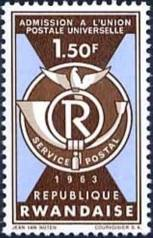 ADMISSION A L'UNION
POSTALE UNIVERSELLE
1.50F
R
SERVICE POSTAL
1963
REPUBLIQUE
RWANDAISE
JEAN VAN NOTEN COURVOISIER S.A.